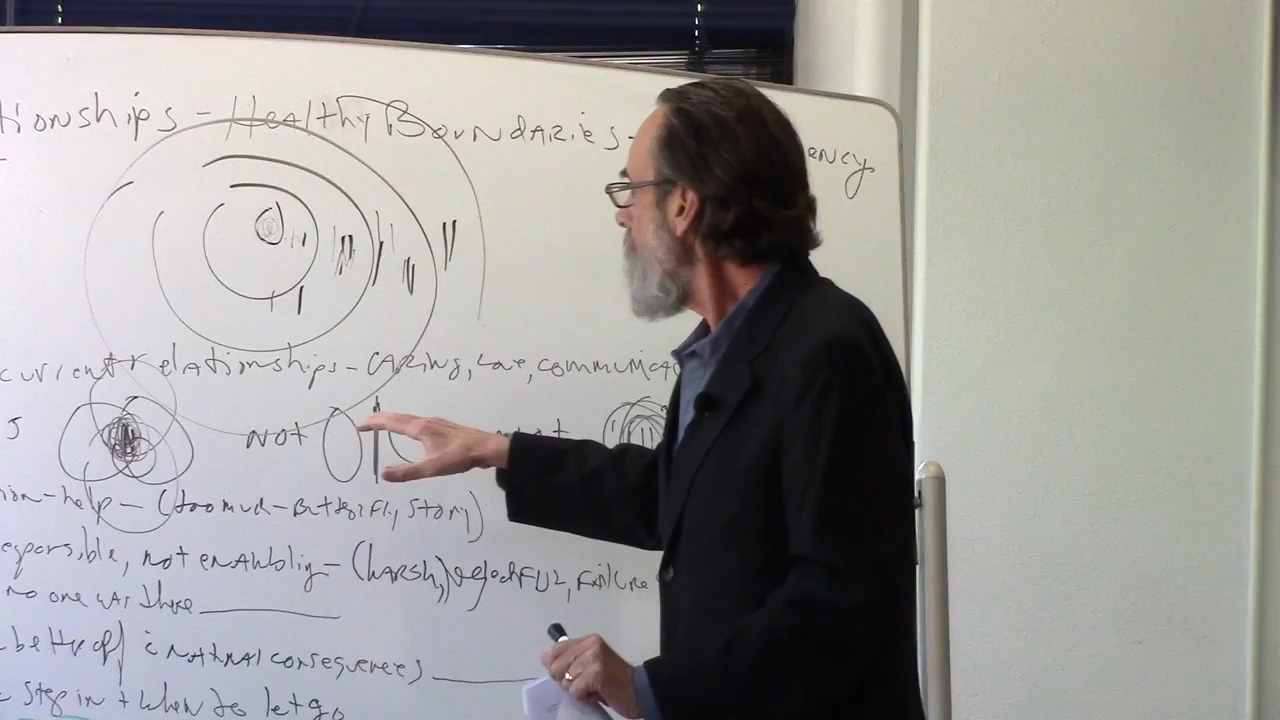 tionships - Healthy Boundaries - ency
current relationships - caring, love, communica
not not
ion - help - (too much - Butterfly Story)
esponsible, not enabling - (harsh, failure
no one was there
better off natural consequences
step in + when to let go